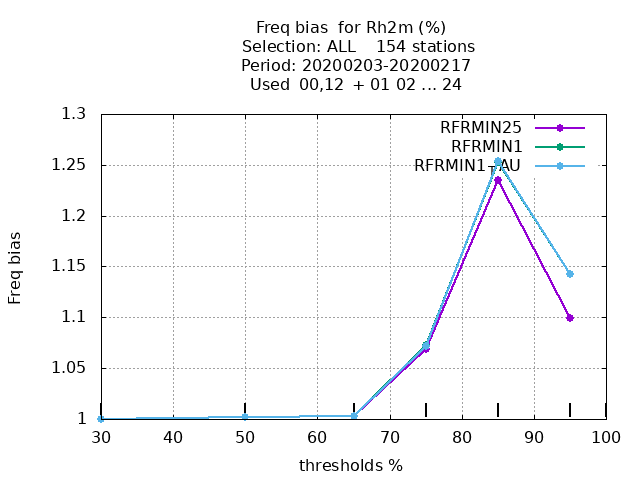 Freq bias  for Rh2m (%)
Selection: ALL    154 stations
Period: 20200203-20200217
Used  00,12  + 01 02 ... 24
1.3
RFRMIN25
RFRMIN1
1.25
RFRMIN1+AU
1.2
Freq bias
1.15
1.1
1.05
1
30 40 50 60 70 80 90 100
thresholds %